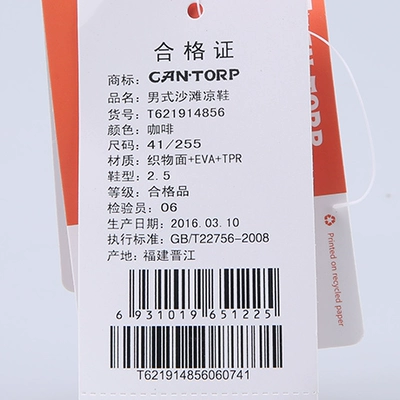 合格证
商标: CAN·TORP
品名: 男式沙滩凉鞋
货号: T621914856
颜色: 咖啡
尺码: 41/255
材质: 织物面+EVA+TPR
鞋型: 2.5
等级: 合格品
检验员: 06
生产日期: 2016.03.10
执行标准: GB/T22756-2008
产地: 福建晋江
6 931019 651225
T621914856060741
Printed on recycled paper